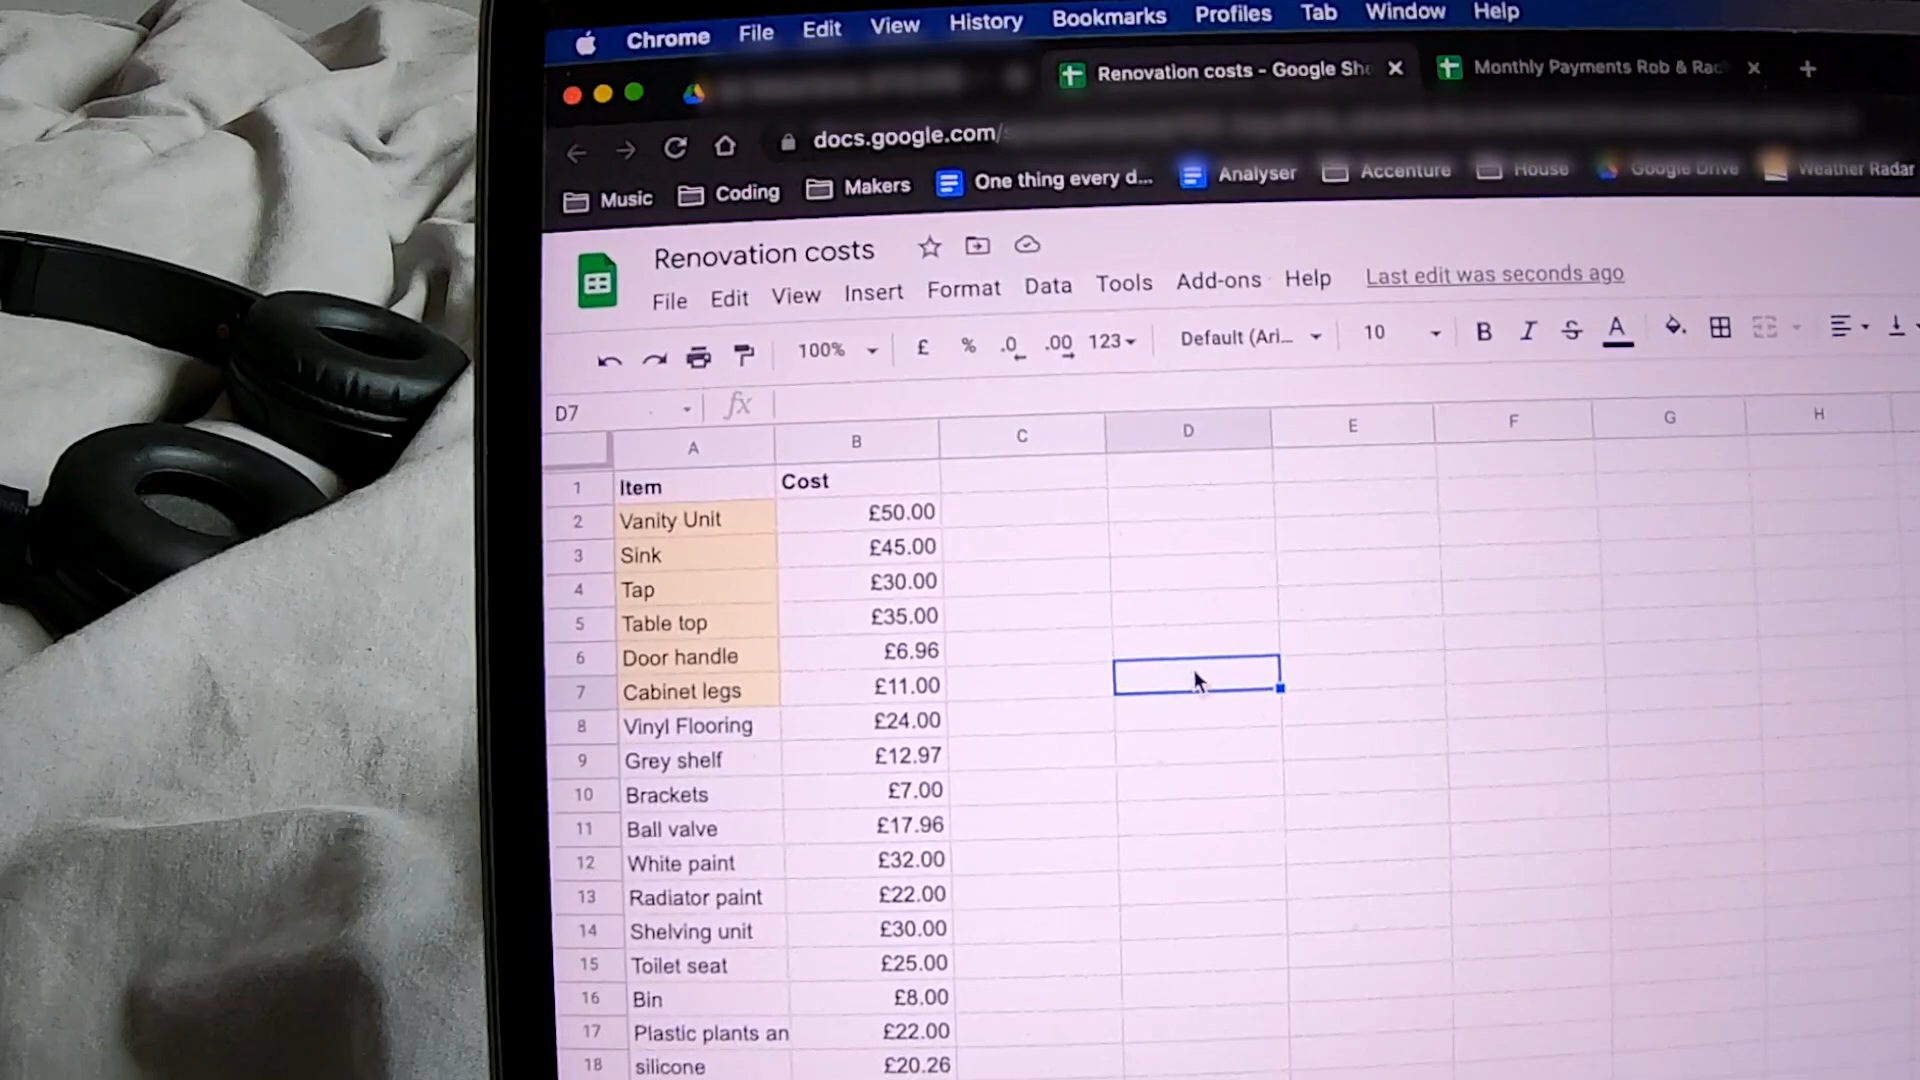 Chrome File Edit View History Bookmarks Profiles Tab Window Help
Renovation costs - Google She Monthly Payments Rob & Rac
docs.google.com/
Music Coding Makers One thing every d... Analyser Accenture House Google Drive Weather Radar
Renovation costs
File Edit View Insert Format Data Tools Add-ons Help Last edit was seconds ago
100% £ % .0 .00 123 Default (Ari... 10 B I S A
D7 fx
A B C D E F G H
1 Item Cost
2 Vanity Unit £50.00
3 Sink £45.00
4 Tap £30.00
5 Table top £35.00
6 Door handle £6.96
7 Cabinet legs £11.00
8 Vinyl Flooring £24.00
9 Grey shelf £12.97
10 Brackets £7.00
11 Ball valve £17.96
12 White paint £32.00
13 Radiator paint £22.00
14 Shelving unit £30.00
15 Toilet seat £25.00
16 Bin £8.00
17 Plastic plants an £22.00
18 silicone £20.26